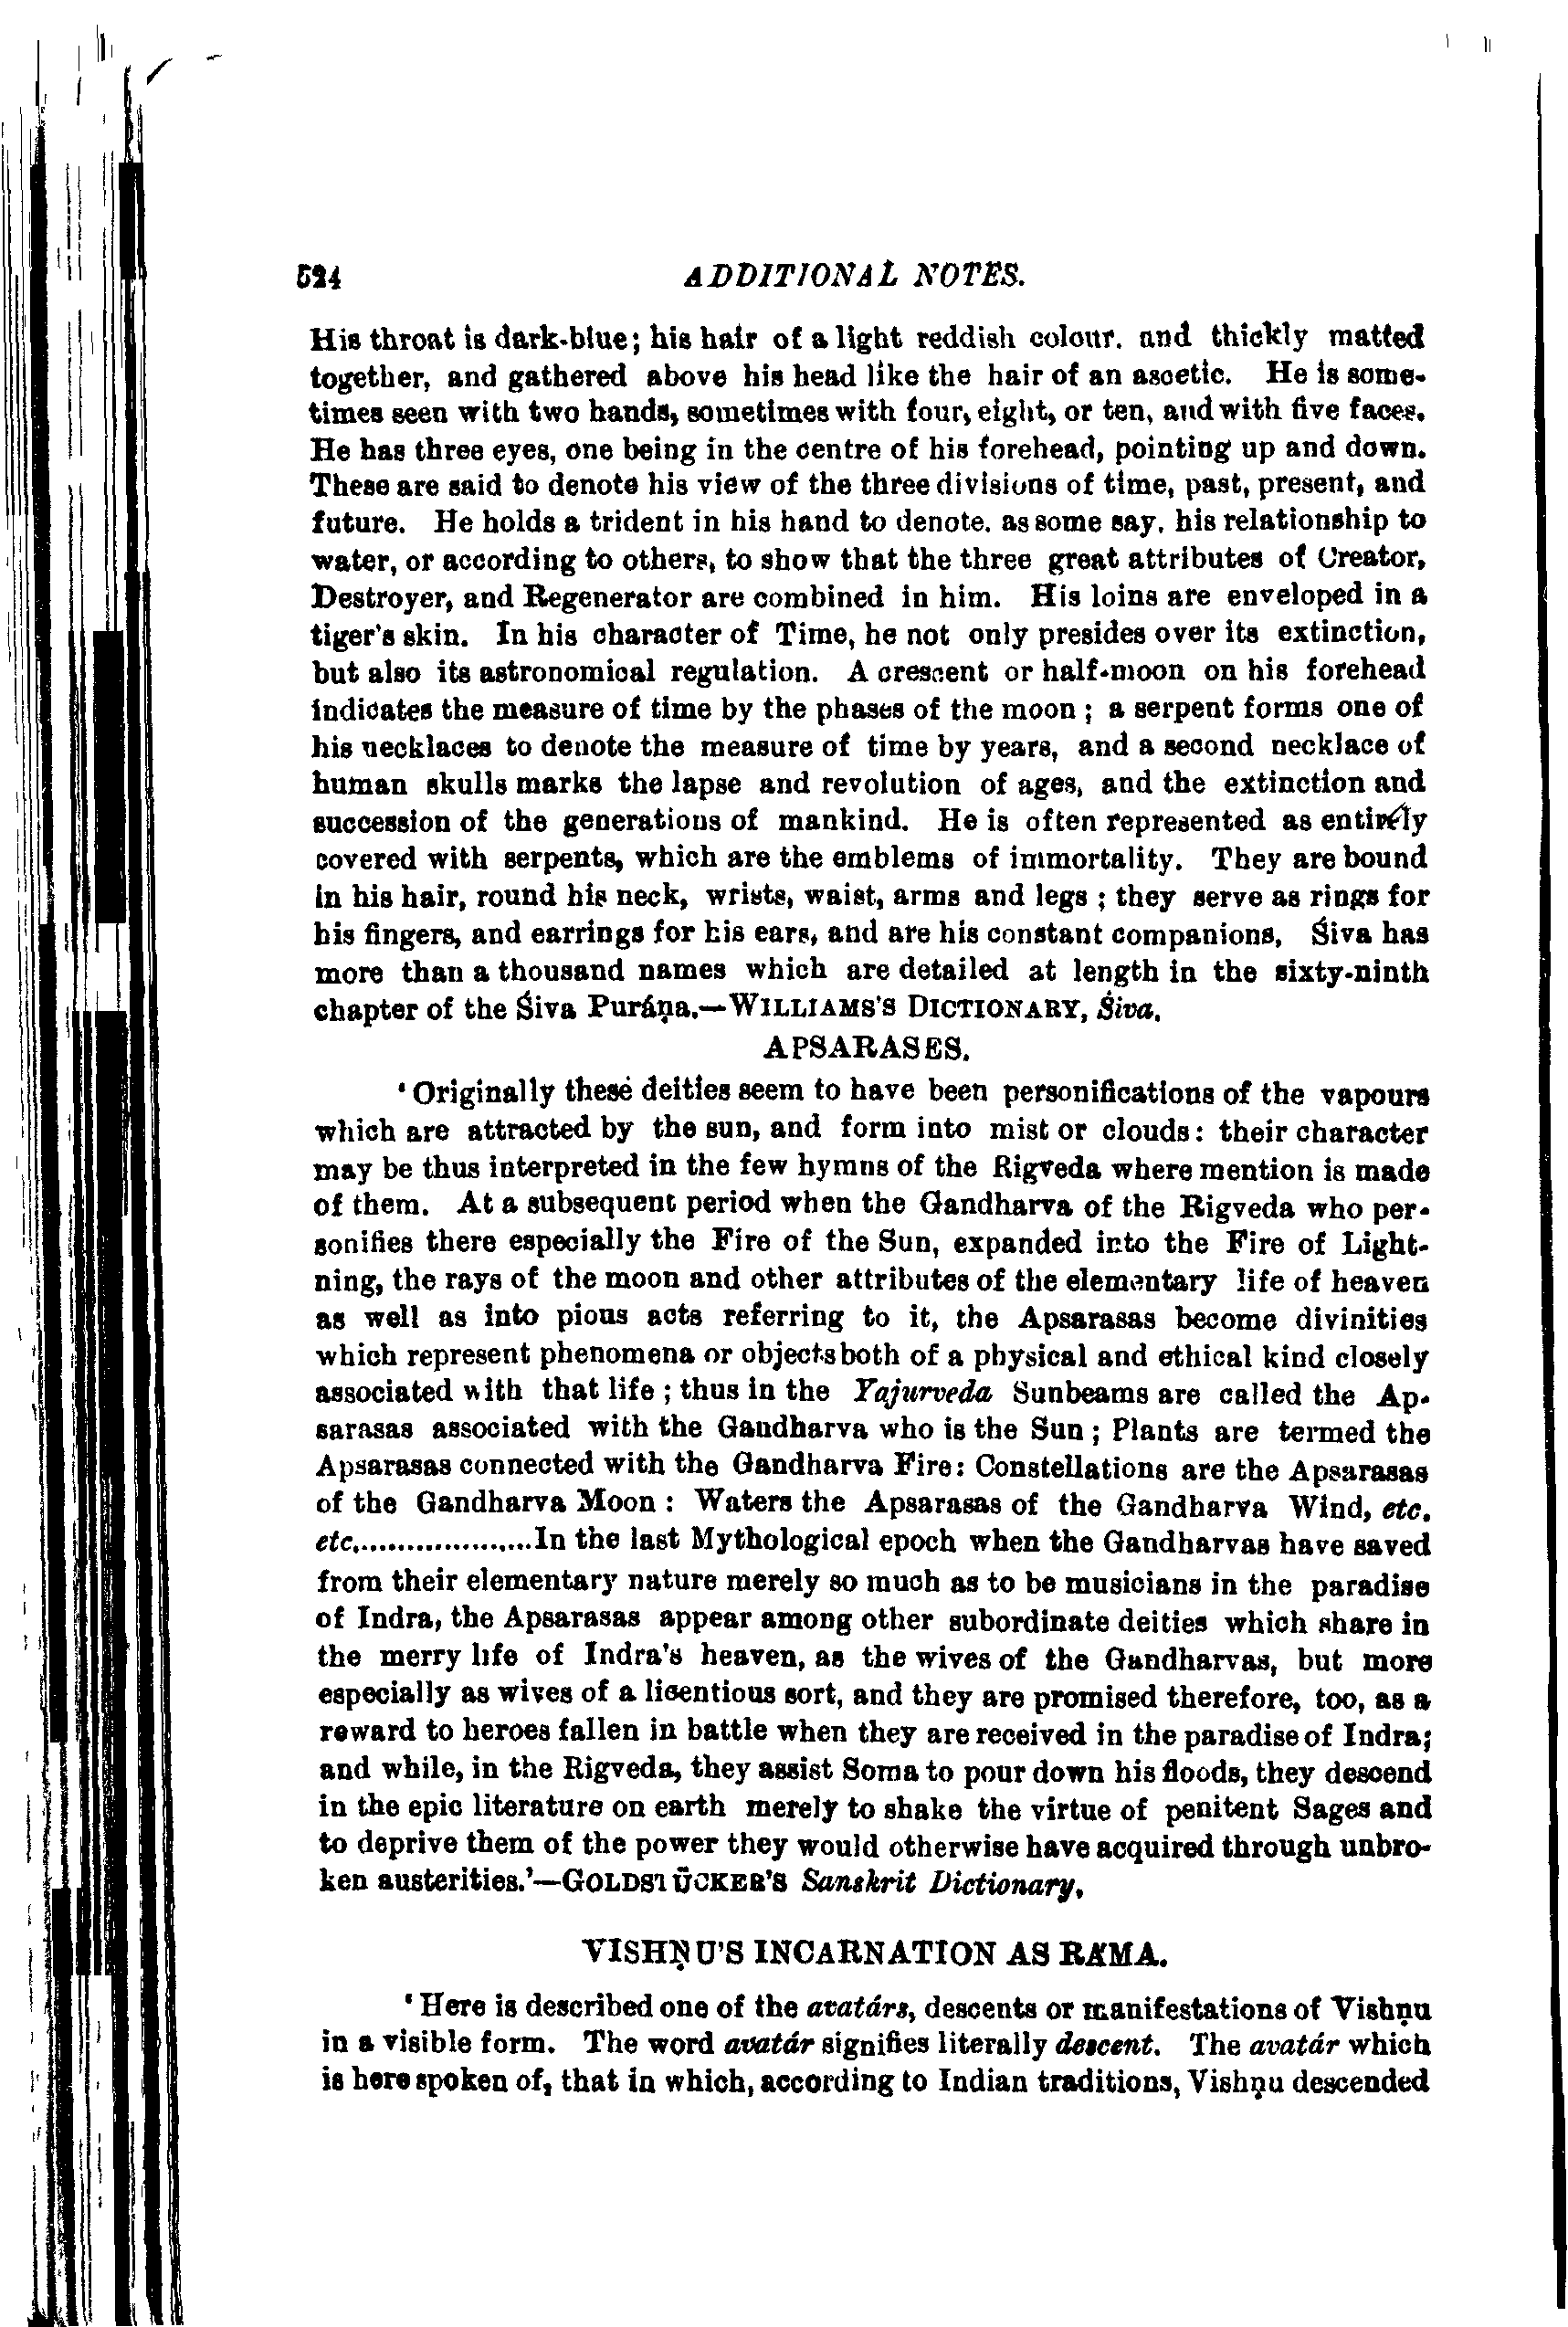 524 ADDITIONAL NOTES.
His throat is dark-blue; his hair of a light reddish colour. and thickly matted
together, and gathered above his head like the hair of an ascetic. He is some-
times seen with two hands, sometimes with four, eight, or ten, and with five faces.
He has three eyes, one being in the centre of his forehead, pointing up and down.
These are said to denote his view of the three divisions of time, past, present, and
future. He holds a trident in his hand to denote. as some say, his relationship to
water, or according to others, to show that the three great attributes of Creator,
Destroyer, and Regenerator are combined in him. His loins are enveloped in a
tiger's skin. In his character of Time, he not only presides over its extinction,
but also its astronomical regulation. A crescent or half-moon on his forehead
indicates the measure of time by the phases of the moon ; a serpent forms one of
his necklaces to denote the measure of time by years, and a second necklace of
human skulls marks the lapse and revolution of ages, and the extinction and
succession of the generations of mankind. He is often represented as entirely
covered with serpents, which are the emblems of immortality. They are bound
in his hair, round his neck, wrists, waist, arms and legs ; they serve as rings for
his fingers, and earrings for his ears, and are his constant companions, Śiva has
more than a thousand names which are detailed at length in the sixty-ninth
chapter of the Śiva Puráṇa.—WILLIAMS'S DICTIONARY, Śiva.
APSARASES.
‘ Originally these deities seem to have been personifications of the vapours
which are attracted by the sun, and form into mist or clouds: their character
may be thus interpreted in the few hymns of the Rigveda where mention is made
of them. At a subsequent period when the Gandharva of the Rigveda who per-
sonifies there especially the Fire of the Sun, expanded into the Fire of Light-
ning, the rays of the moon and other attributes of the elementary life of heaven
as well as into pious acts referring to it, the Apsarasas become divinities
which represent phenomena or objects both of a physical and ethical kind closely
associated with that life ; thus in the Yajurveda Sunbeams are called the Ap-
sarasas associated with the Gandharva who is the Sun ; Plants are termed the
Apsarasas connected with the Gandharva Fire: Constellations are the Apsarasas
of the Gandharva Moon : Waters the Apsarasas of the Gandharva Wind, etc.
etc...................In the last Mythological epoch when the Gandharvas have saved
from their elementary nature merely so much as to be musicians in the paradise
of Indra, the Apsarasas appear among other subordinate deities which share in
the merry life of Indra's heaven, as the wives of the Gandharvas, but more
especially as wives of a licentious sort, and they are promised therefore, too, as a
reward to heroes fallen in battle when they are received in the paradise of Indra;
and while, in the Rigveda, they assist Soma to pour down his floods, they descend
in the epic literature on earth merely to shake the virtue of penitent Sages and
to deprive them of the power they would otherwise have acquired through unbro-
ken austerities.’—GOLDSTÜCKER'S Sanskrit Dictionary.
VISHṆU'S INCARNATION AS RÁMA.
‘ Here is described one of the avatárs, descents or manifestations of Vishṇu
in a visible form. The word avatár signifies literally descent. The avatár which
is here spoken of, that in which, according to Indian traditions, Vishṇu descended